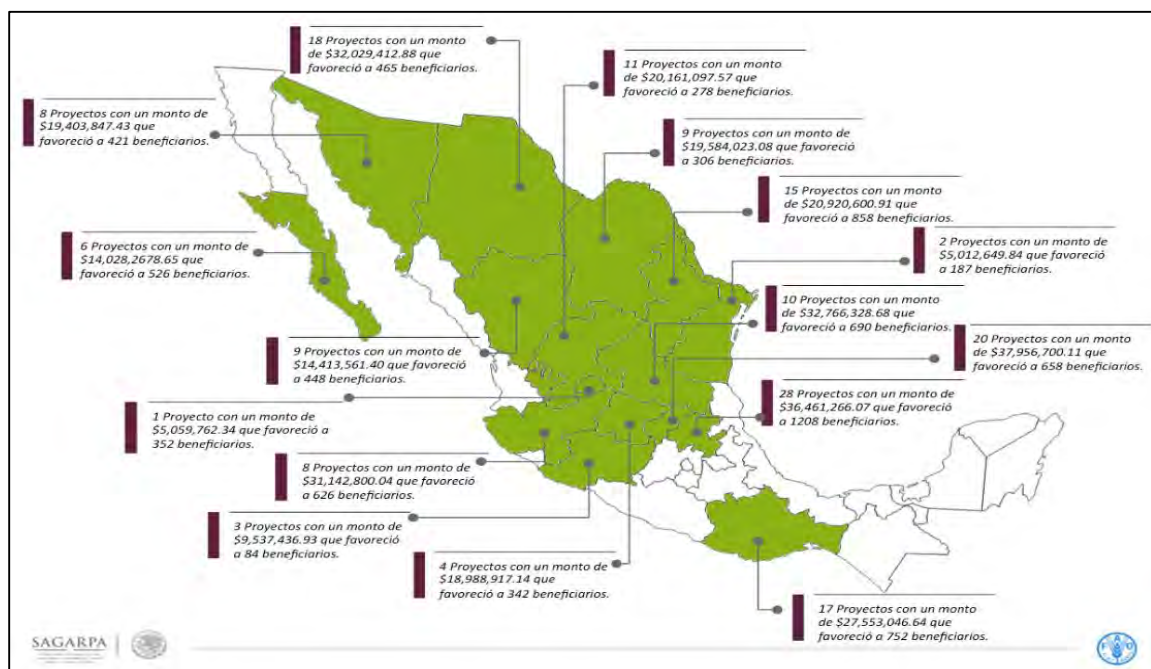 18 Proyectos con un monto
de $32,029,412.88 que
favoreció a 465 beneficiarios.
11 Proyectos con un monto
de $20,161,097.57 que
favoreció a 278 beneficiarios.
8 Proyectos con un monto de
$19,403,847.43 que
favoreció a 421 beneficiarios.
9 Proyectos con un monto de
$19,584,023.08 que favoreció
a 306 beneficiarios.
15 Proyectos con un monto
de $20,920,600.91 que
favoreció a 858 beneficiarios.
6 Proyectos con un monto de
$14,028,2678.65 que
favoreció a 526 beneficiarios.
2 Proyectos con un monto de
$5,012,649.84 que favoreció
a 187 beneficiarios.
10 Proyectos con un monto
de $32,766,328.68 que
favoreció a 690 beneficiarios.
20 Proyectos con un monto
de $37,956,700.11 que
favoreció a 658 beneficiarios.
9 Proyectos con un monto de
$14,413,561.40 que favoreció
a 448 beneficiarios.
28 Proyectos con un monto de
$36,461,266.07 que favoreció
a 1208 beneficiarios.
1 Proyecto con un monto de
$5,059,762.34 que favoreció a
352 beneficiarios.
8 Proyectos con un monto de
$31,142,800.04 que favoreció
a 626 beneficiarios.
3 Proyectos con un monto de
$9,537,436.93 que favoreció
a 84 beneficiarios.
4 Proyectos con un monto de
$18,988,917.14 que
favoreció a 342 beneficiarios.
17 Proyectos con un monto
de $27,553,046.64 que
favoreció a 752 beneficiarios.
SAGARPA
FAO